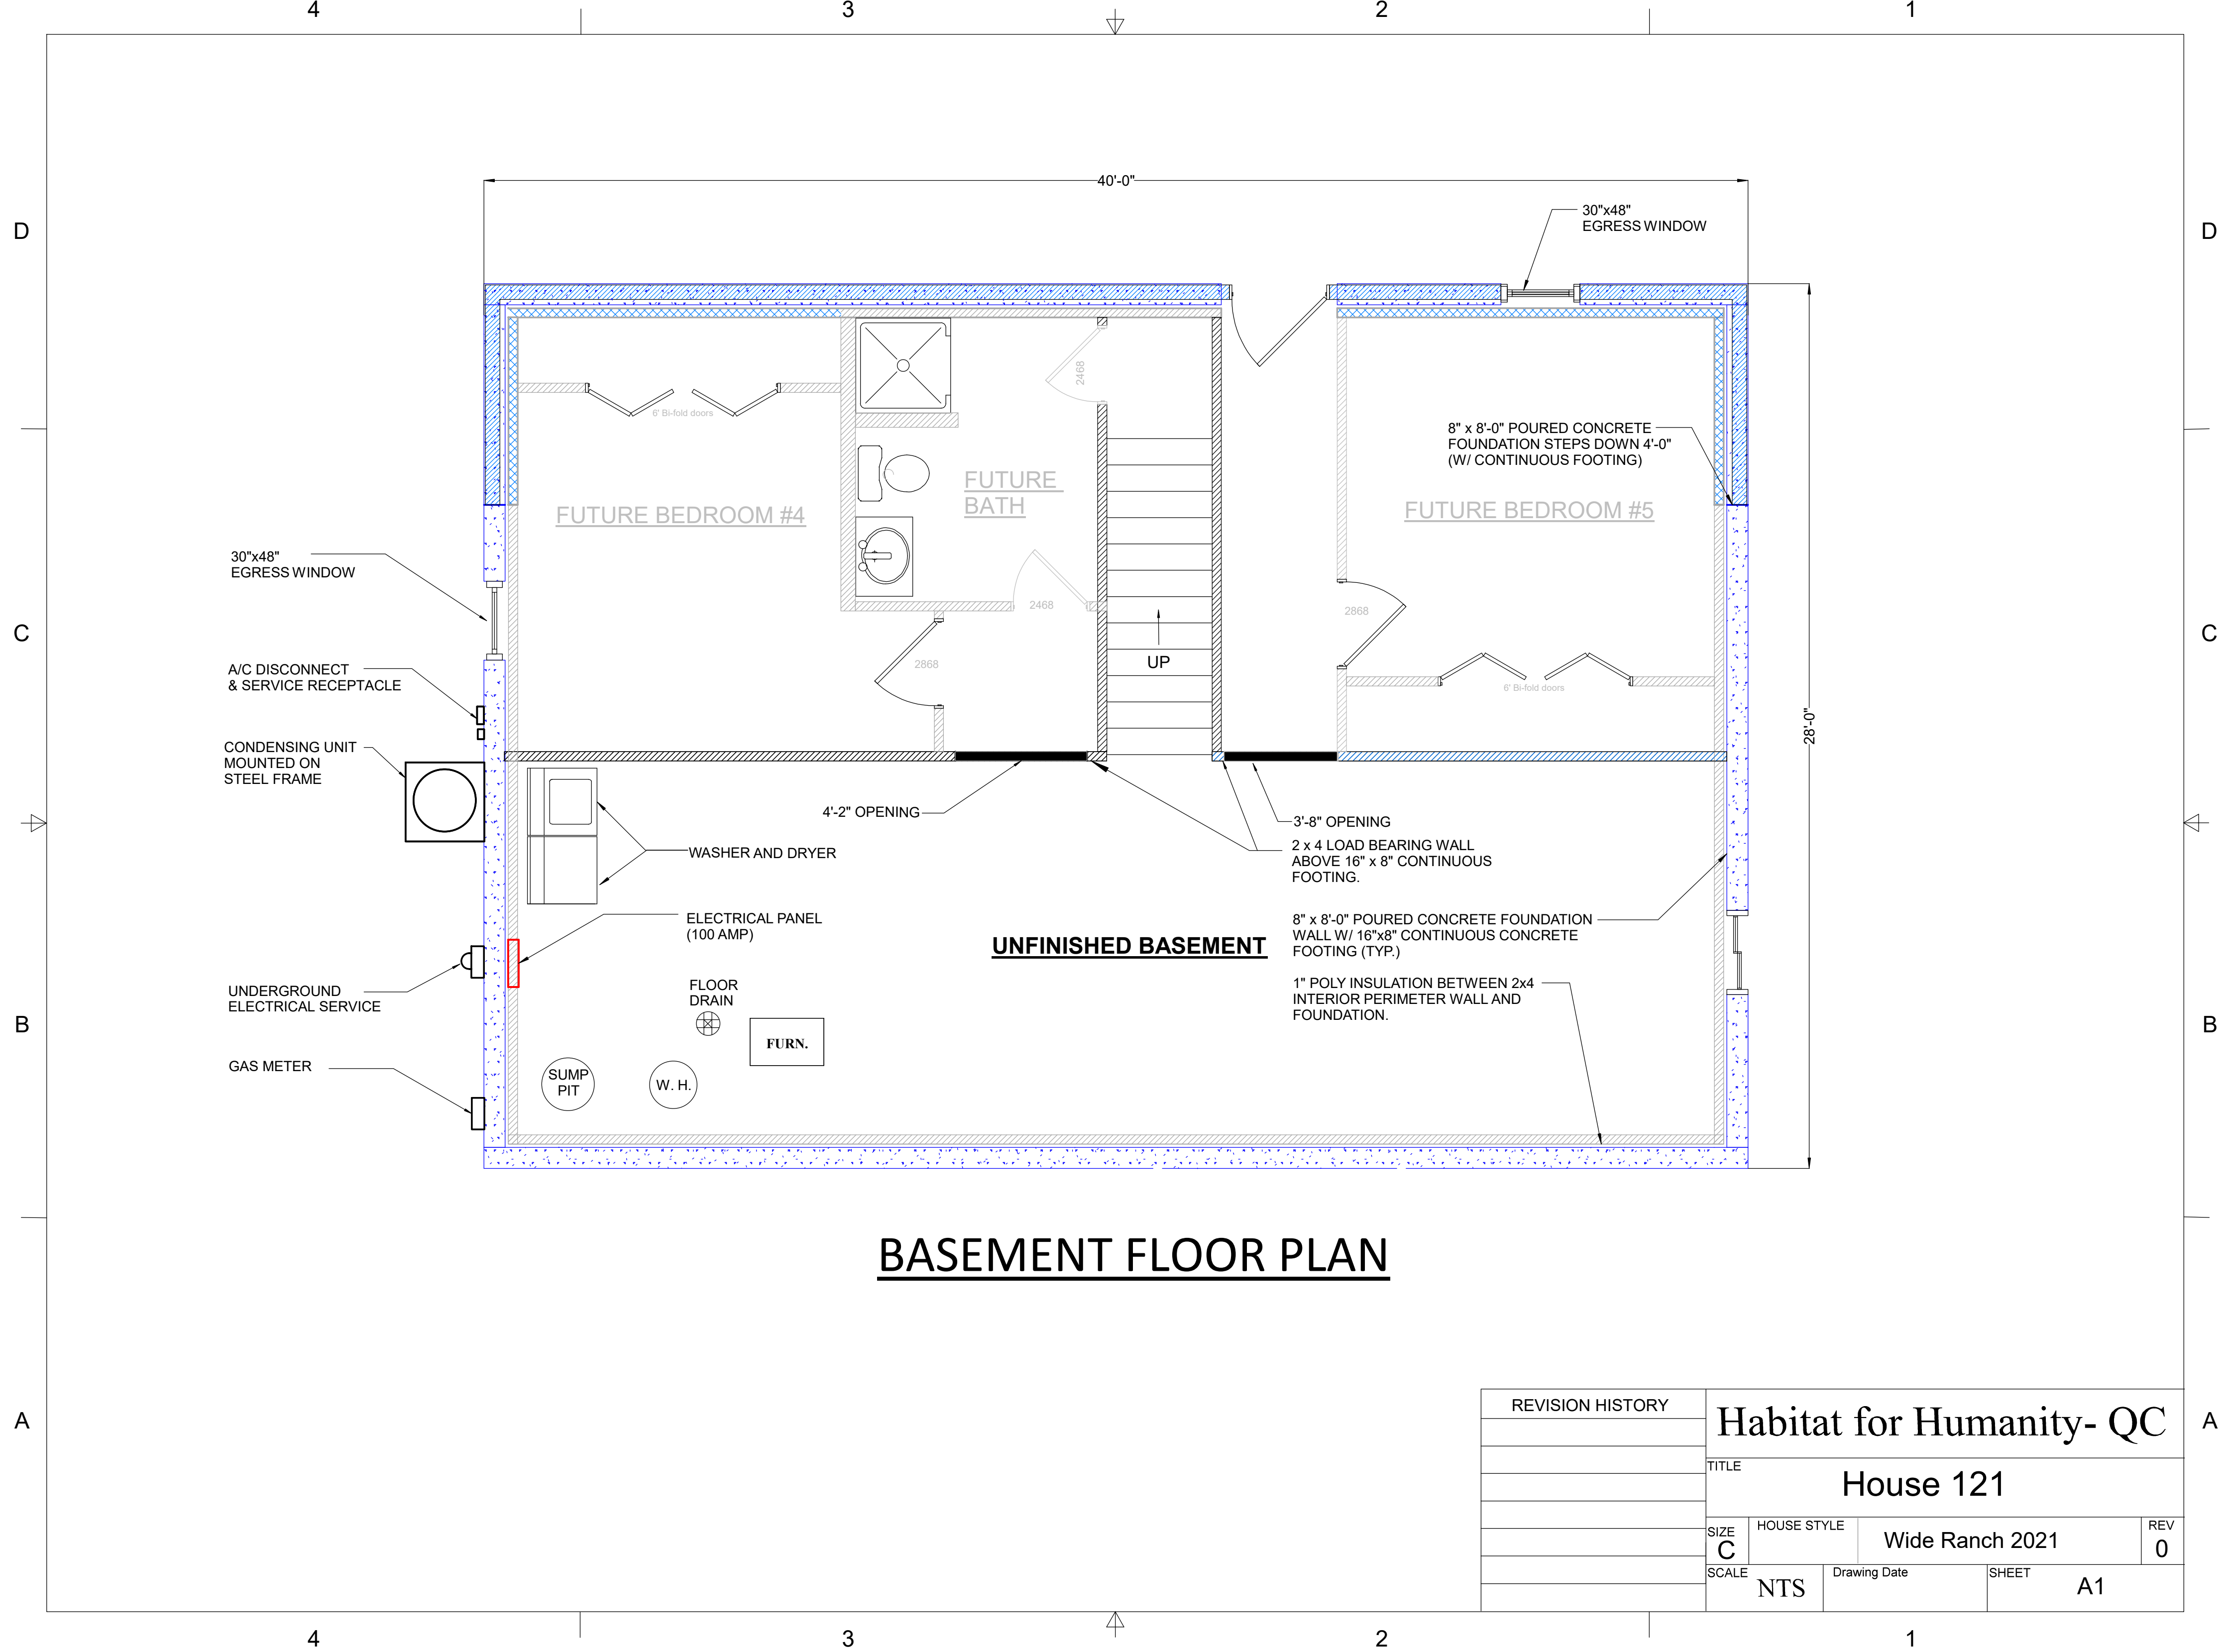 4 3 2 1
40'-0"
D
D
30"x48"
EGRESS WINDOW
2468
6' Bi-fold doors
8" x 8'-0" POURED CONCRETE
FOUNDATION STEPS DOWN 4'-0"
(W/ CONTINUOUS FOOTING)
FUTURE
BATH
FUTURE BEDROOM #4
FUTURE BEDROOM #5
30"x48"
EGRESS WINDOW
2468
2868
C
C
UP
2868
A/C DISCONNECT
& SERVICE RECEPTACLE
6' Bi-fold doors
28'-0"
CONDENSING UNIT
MOUNTED ON
STEEL FRAME
4'-2" OPENING
3'-8" OPENING
WASHER AND DRYER
2 x 4 LOAD BEARING WALL
ABOVE 16" x 8" CONTINUOUS
FOOTING.
ELECTRICAL PANEL
(100 AMP)
UNFINISHED BASEMENT
8" x 8'-0" POURED CONCRETE FOUNDATION
WALL W/ 16"x8" CONTINUOUS CONCRETE
FOOTING (TYP.)
UNDERGROUND
ELECTRICAL SERVICE
FLOOR
DRAIN
1" POLY INSULATION BETWEEN 2x4
INTERIOR PERIMETER WALL AND
FOUNDATION.
B
B
FURN.
GAS METER
SUMP
PIT
W. H.
BASEMENT FLOOR PLAN
A
A
REVISION HISTORY
Habitat for Humanity- QC
TITLE
House 121
SIZE
C
HOUSE STYLE
Wide Ranch 2021
REV
0
SCALE
NTS
Drawing Date
SHEET
A1
4 3 2 1